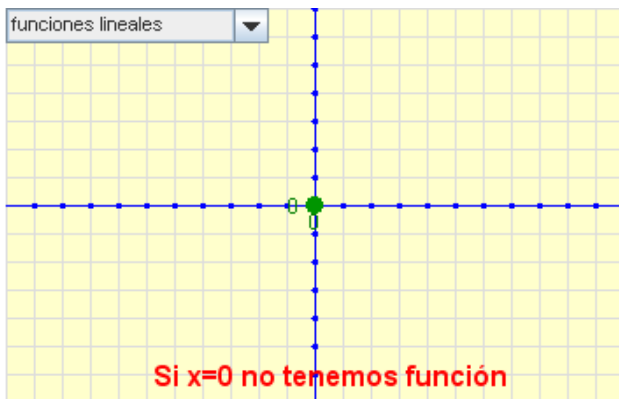 funciones lineales
0
0
Si x=0 no tenemos función